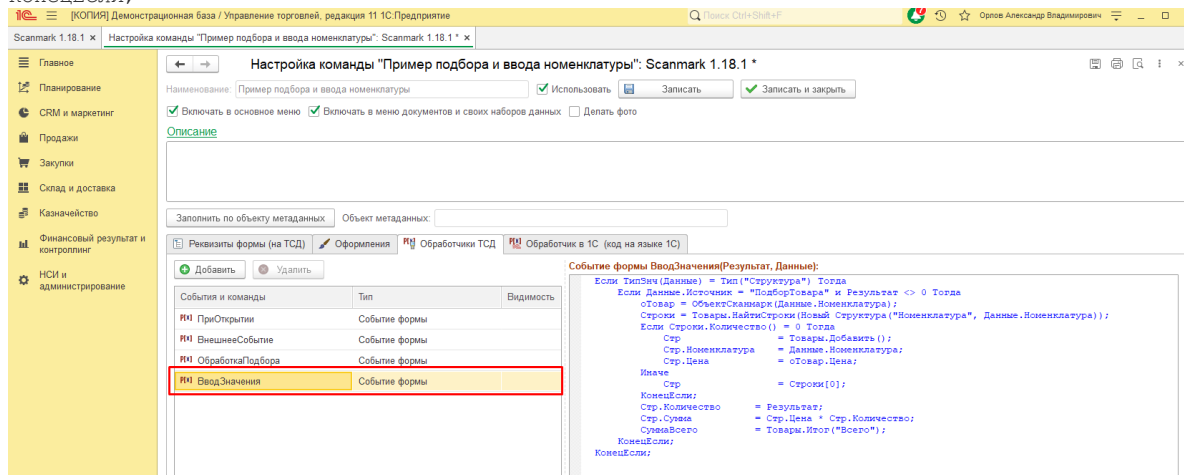 КонецЕсли;
1С [КОПИЯ] Демонстрационная база / Управление торговлей, редакция 11 1С:Предприятие Поиск Ctrl+Shift+F Орлов Александр Владимирович
Scanmark 1.18.1 × Настройка команды "Пример подбора и ввода номенклатуры": Scanmark 1.18.1 * ×
Главное
Планирование
CRM и маркетинг
Продажи
Закупки
Склад и доставка
Казначейство
Финансовый результат и
контроллинг
НСИ и
администрирование
Настройка команды "Пример подбора и ввода номенклатуры": Scanmark 1.18.1 *
Наименование: Пример подбора и ввода номенклатуры Использовать Записать Записать и закрыть
Включать в основное меню Включать в меню документов и своих наборов данных Делать фото
Описание
Заполнить по объекту метаданных Объект метаданных:
Реквизиты формы (на ТСД) Оформления Обработчики ТСД Обработчик в 1С (код на языке 1С)
Добавить Удалить
События и команды Тип Видимость
ПриОткрытии Событие формы
ВнешнееСобытие Событие формы
ОбработкаПодбора Событие формы
ВводЗначения Событие формы
Событие формы ВводЗначения(Результат, Данные):
Если ТипЗнч(Данные) = Тип("Структура") Тогда
Если Данные.Источник = "ПодборТовара" и Результат <> 0 Тогда
оТовар = ОбъектСканмарк(Данные.Номенклатура);
Строки = Товары.НайтиСтроки(Новый Структура("Номенклатура", Данные.Номенклатура));
Если Строки.Количество() = 0 Тогда
Стр = Товары.Добавить();
Стр.Номенклатура = Данные.Номенклатура;
Стр.Цена = оТовар.Цена;
Иначе
Стр = Строки[0];
КонецЕсли;
Стр.Количество = Результат;
Стр.Сумма = Стр.Цена * Стр.Количество;
СуммаВсего = Товары.Итог("Всего");
КонецЕсли;
КонецЕсли;